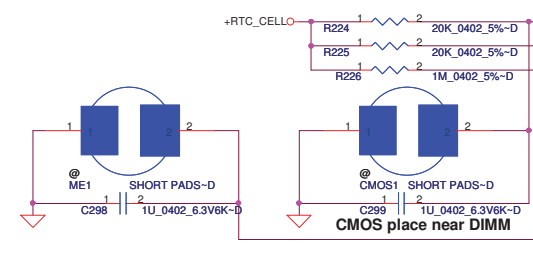 +RTC_CELL
1 2
R224 20K_0402_5%~D
1 2
R225 20K_0402_5%~D
1 2
R226 1M_0402_5%~D
1 1 2 2
1 1 2 2
@
ME1 SHORT PADS~D
@
CMOS1 SHORT PADS~D
1 2
C298 1U_0402_6.3V6K~D
1 2
C299 1U_0402_6.3V6K~D
CMOS place near DIMM